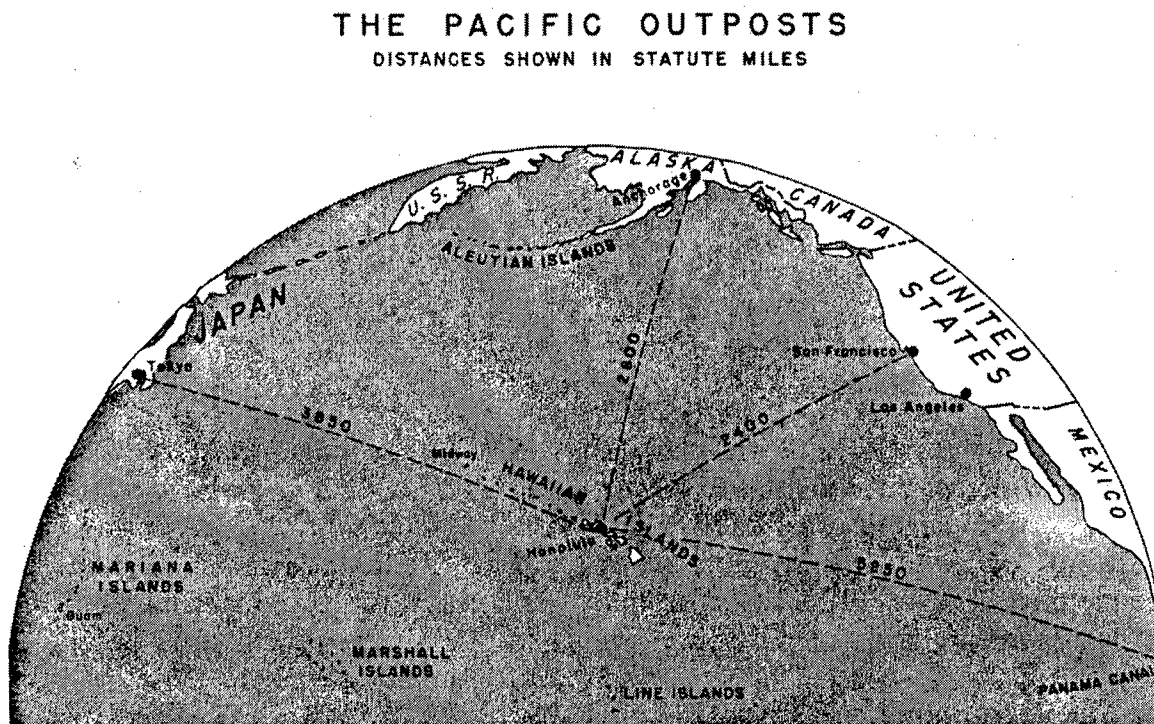 THE PACIFIC OUTPOSTS
DISTANCES SHOWN IN STATUTE MILES
ALASKA
U.S.S.R.
Anchorage
CANADA
ALEUTIAN ISLANDS
UNITED
STATES
JAPAN
San Francisco
2800
Tokyo
Los Angeles
3850
2400
MEXICO
Midway
HAWAIIAN
ISLANDS
Honolulu
5250
MARIANA
ISLANDS
Guam
MARSHALL
ISLANDS
LINE ISLANDS
PANAMA CANAL